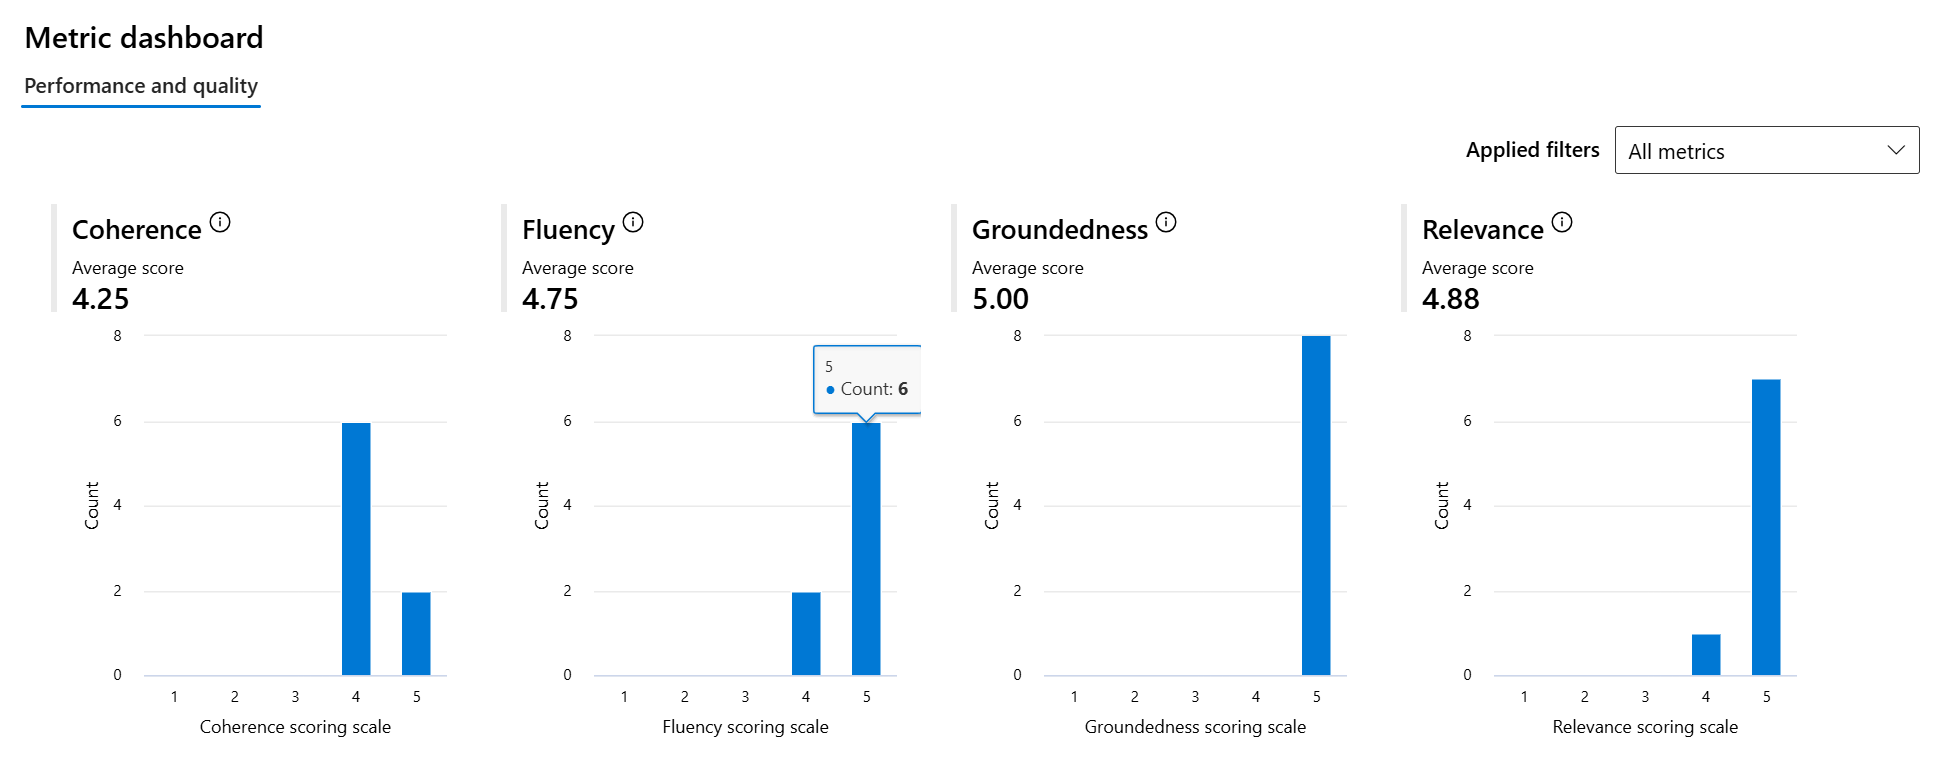 Metric dashboard
Performance and quality
Applied filters
All metrics
Coherence
Average score
4.25
8
6
4
2
0
Count
1 2 3 4 5
Coherence scoring scale
Fluency
Average score
4.75
8
6
4
2
0
Count
5
Count: 6
1 2 3 4 5
Fluency scoring scale
Groundedness
Average score
5.00
8
6
4
2
0
Count
1 2 3 4 5
Groundedness scoring scale
Relevance
Average score
4.88
8
6
4
2
0
Count
1 2 3 4 5
Relevance scoring scale